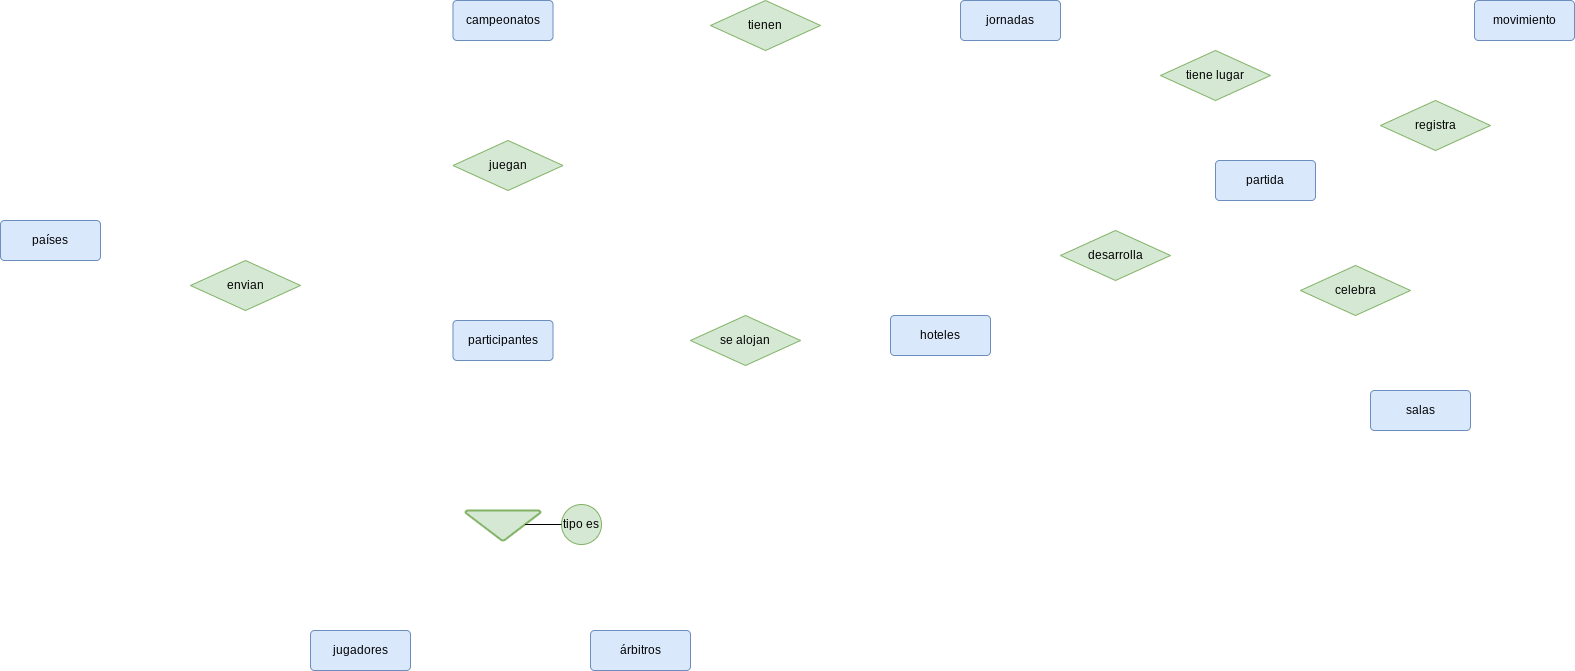 campeonatos
tienen
jornadas
movimiento
tiene lugar
registra
juegan
partida
países
desarrolla
envian
celebra
participantes
se alojan
hoteles
salas
tipo es
jugadores
árbitros